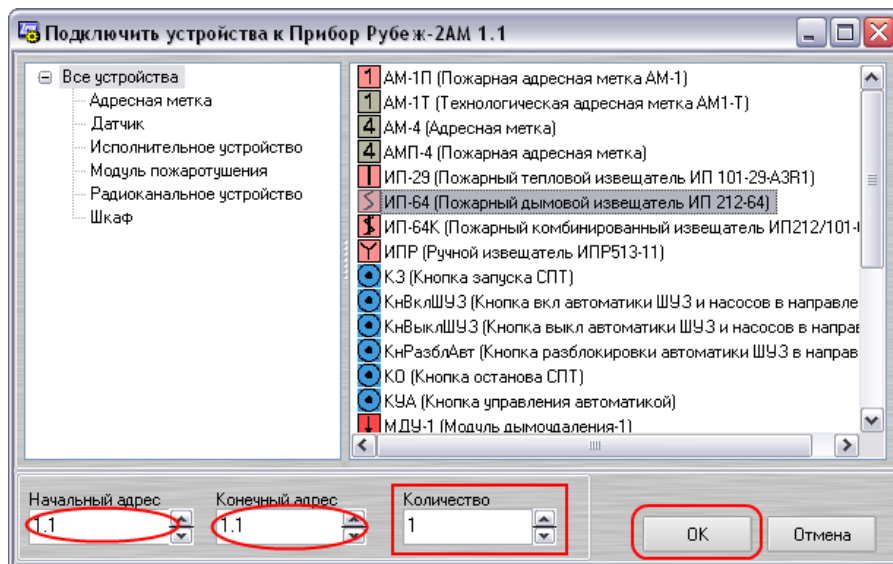 Подключить устройства к Прибор Рубеж-2АМ 1.1
Все устройства
Адресная метка
Датчик
Исполнительное устройство
Модуль пожаротушения
Радиоканальное устройство
Шкаф
1 АМ-1П (Пожарная адресная метка АМ-1)
1 АМ-1Т (Технологическая адресная метка АМ1-Т)
4 АМ-4 (Адресная метка)
4 АМП-4 (Пожарная адресная метка)
ИП-29 (Пожарный тепловой извещатель ИП 101-29-A3R1)
ИП-64 (Пожарный дымовой извещатель ИП 212-64)
ИП-64К (Пожарный комбинированный извещатель ИП212/101-
ИПР (Ручной извещатель ИПР513-11)
КЗ (Кнопка запуска СПТ)
КнВклШУЗ (Кнопка вкл автоматики ШУЗ и насосов в направле
КнВыклШУЗ (Кнопка выкл автоматики ШУЗ и насосов в направ
КнРазблАвт (Кнопка разблокировки автоматики ШУЗ в направ
КО (Кнопка останова СПТ)
КУА (Кнопка управления автоматикой)
МДУ-1 (Модуль дымоудаления-1)
Начальный адрес
Конечный адрес
Количество
1.1
1.1
1
OK
Отмена